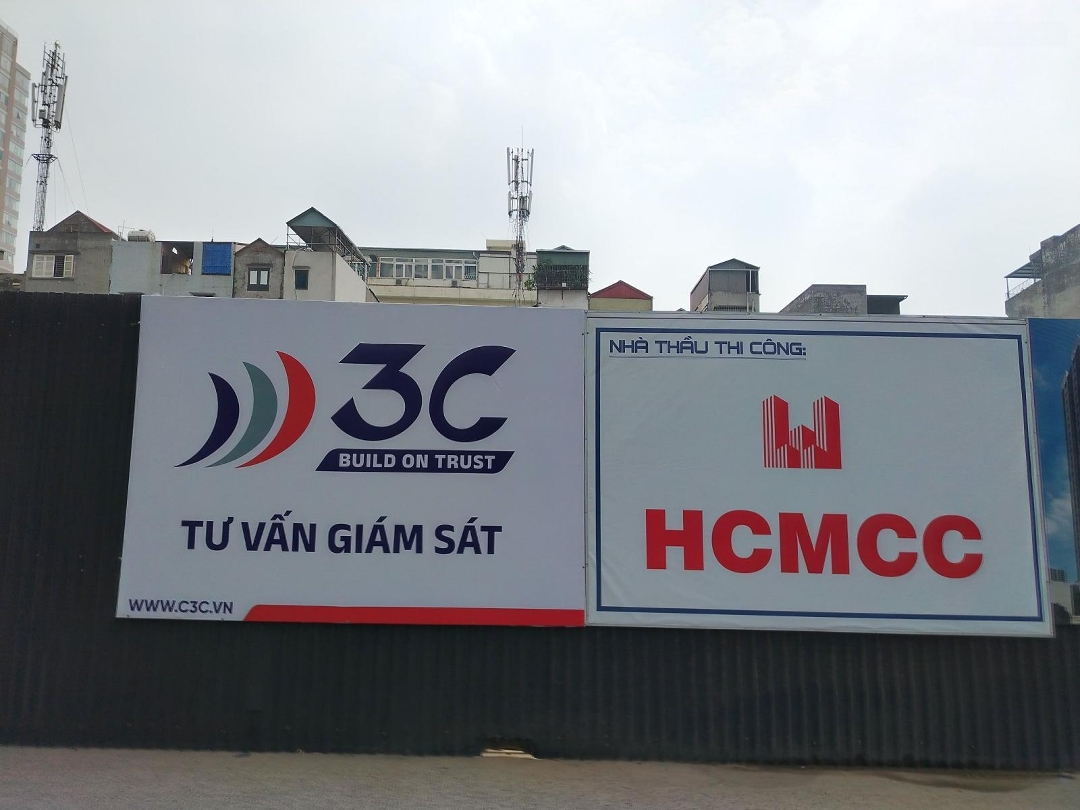 3C
BUILD ON TRUST
TƯ VẤN GIÁM SÁT
WWW.C3C.VN
NHÀ THẦU THI CÔNG:
HCMCC